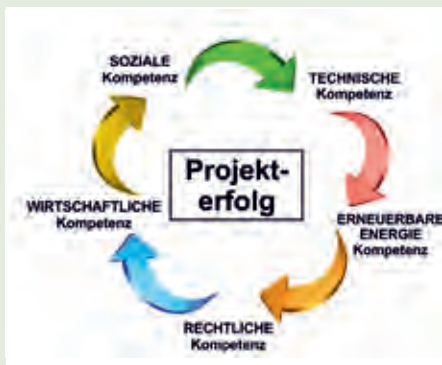 SOZIALE
Kompetenz
TECHNISCHE
Kompetenz
Projekt-
erfolg
WIRTSCHAFTLICHE
Kompetenz
ERNEUERBARE
ENERGIE
Kompetenz
RECHTLICHE
Kompetenz